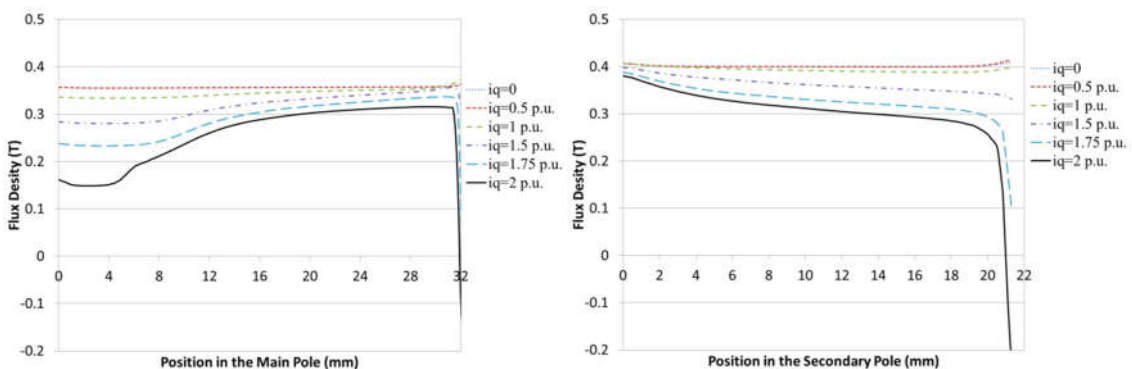 0.5
0.4
0.3
0.2
0.1
0
-0.1
-0.2
Flux Desity (T)
0 4 8 12 16 20 24 28 32
Position in the Main Pole (mm)
iq=0
iq=0.5 p.u.
iq=1 p.u.
iq=1.5 p.u.
iq=1.75 p.u.
iq=2 p.u.
0.5
0.4
0.3
0.2
0.1
0
-0.1
-0.2
Flux Desity (T)
0 2 4 6 8 10 12 14 16 18 20 22
Position in the Secondary Pole (mm)
iq=0
iq=0.5 p.u.
iq=1 p.u.
iq=1.5 p.u.
iq=1.75 p.u.
iq=2 p.u.